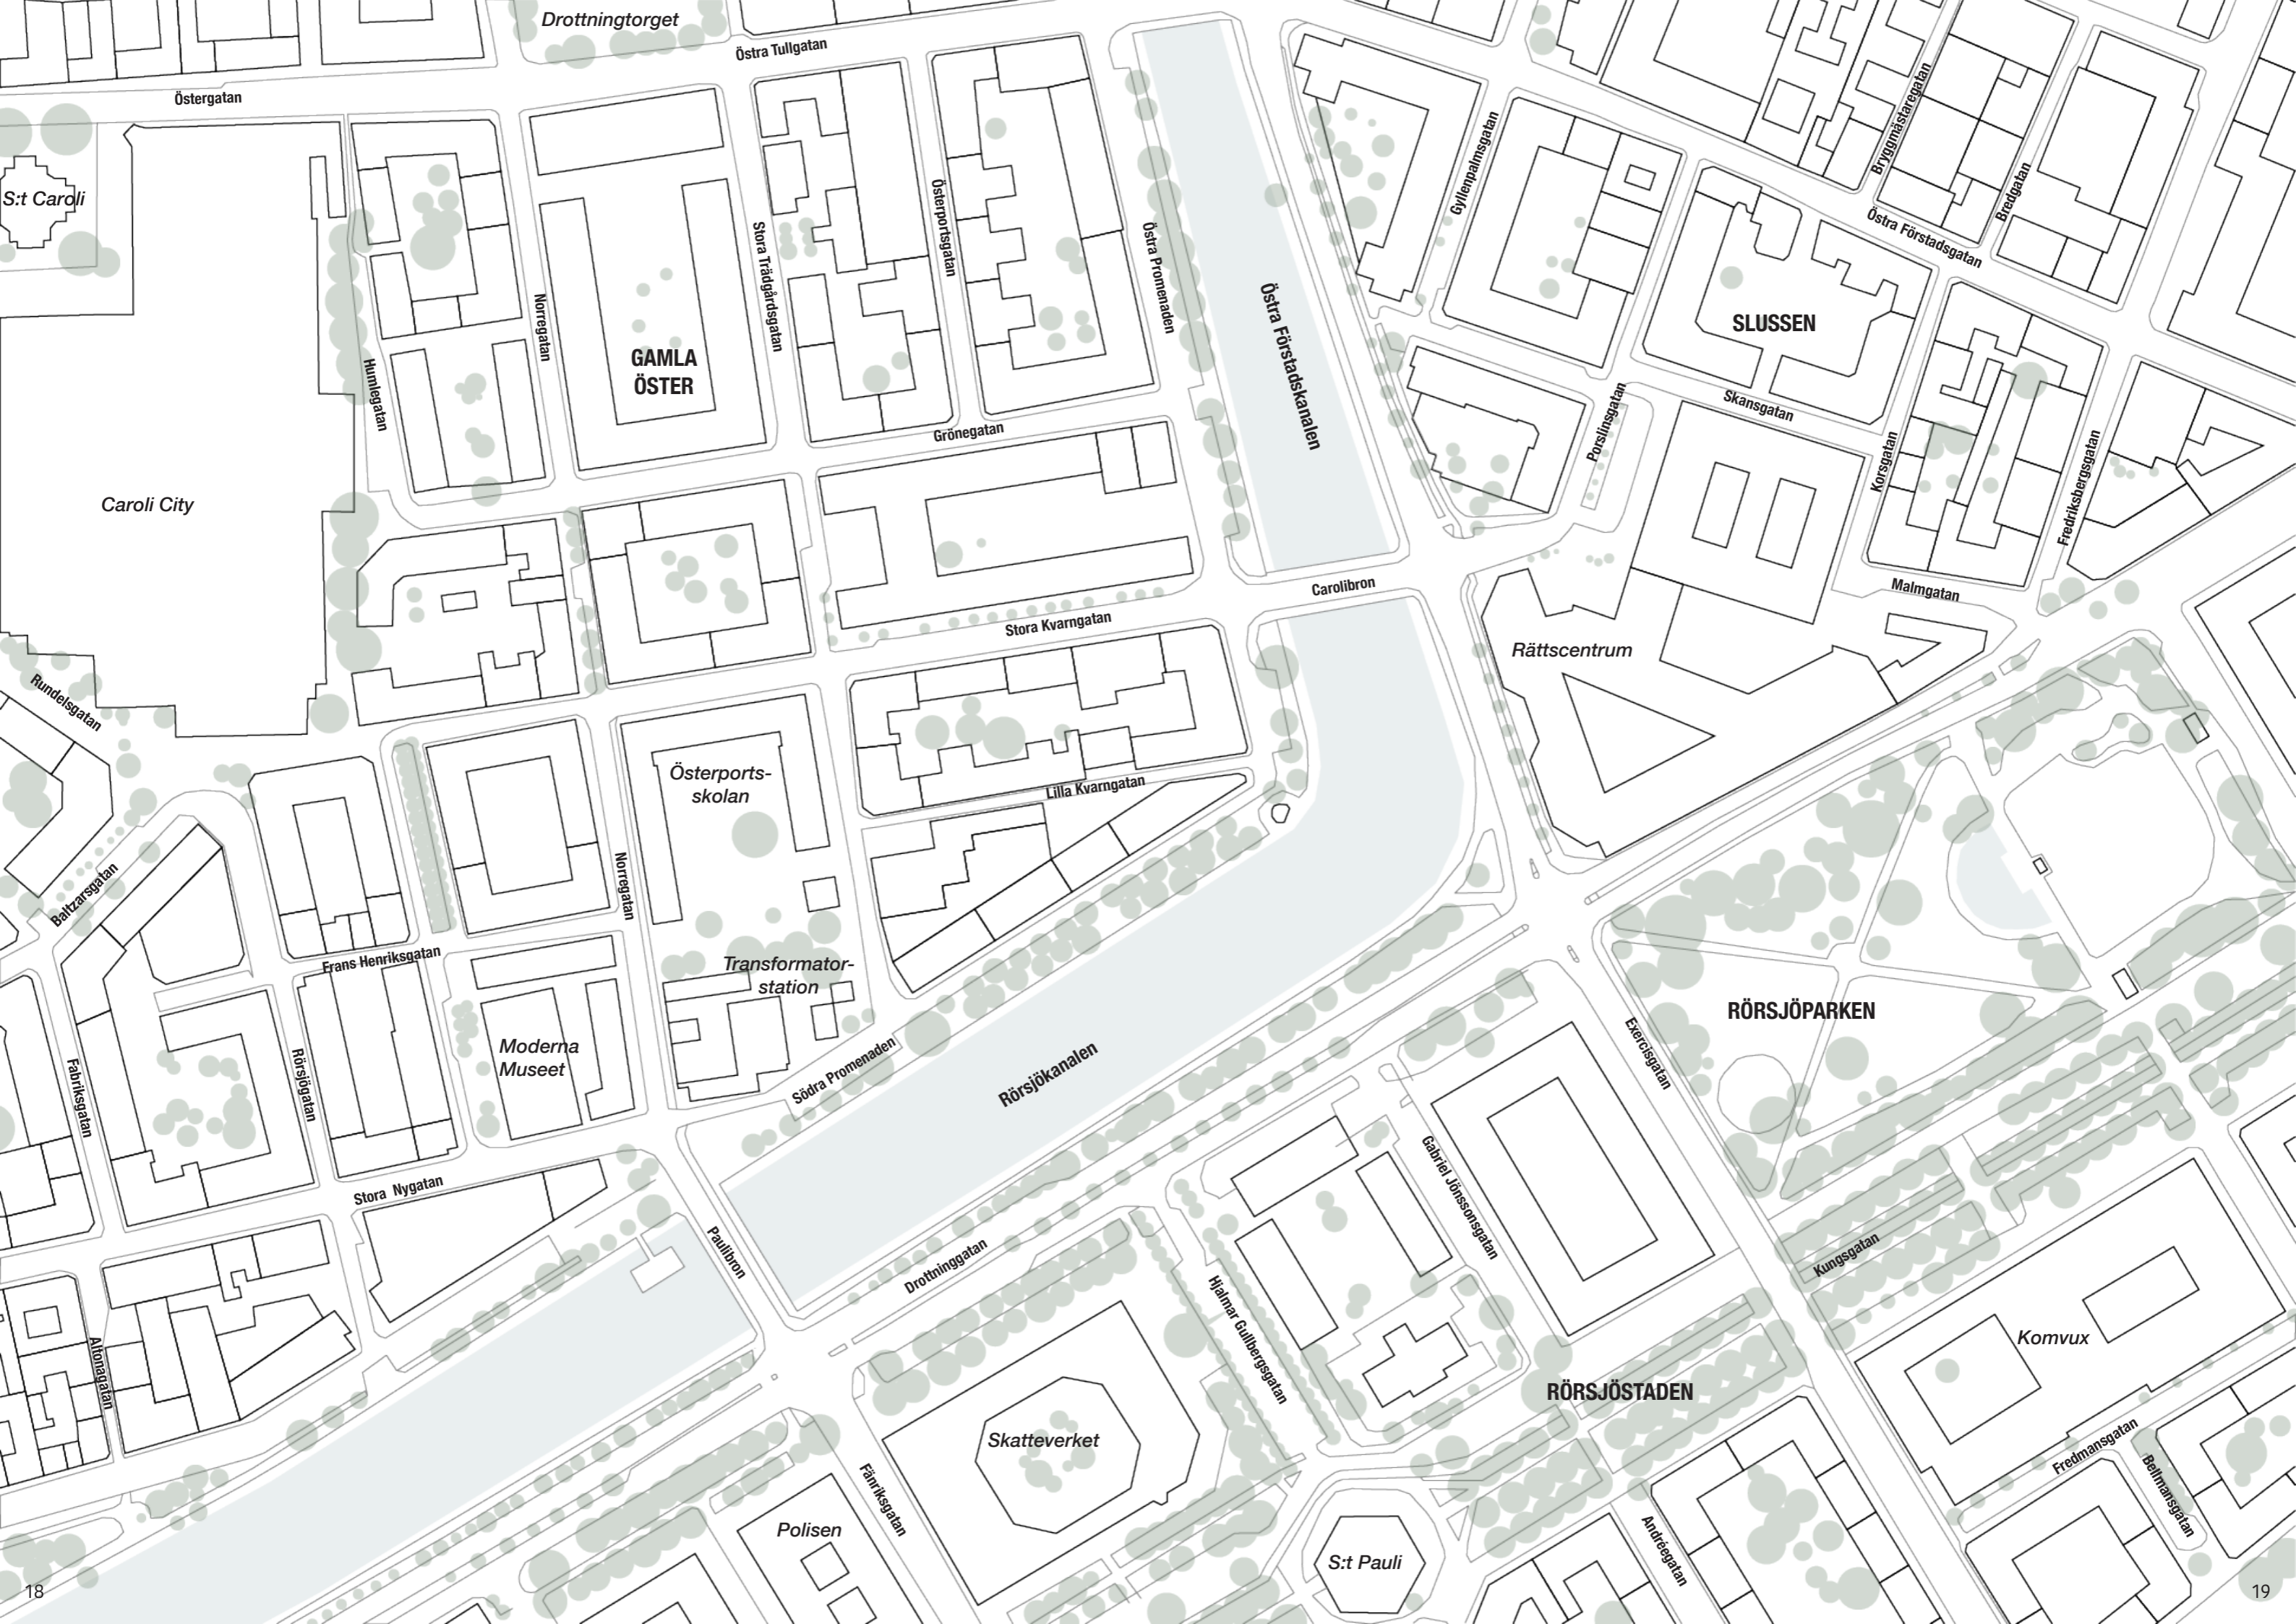 Drottningtorget
Östra Tullgatan
Östergatan
S:t Caroli
Gyllenpalmsgatan
Bryggmästaregatan
Bredgatan
Östra Förstadsgatan
Österportsgatan
Stora Trädgårdsgatan
Östra Promenaden
Norregatan
Humlegatan
GAMLA
ÖSTER
Östra Förstadskanalen
SLUSSEN
Skansgatan
Porslinsgatan
Korsgatan
Fredriksbergsgatan
Grönegatan
Caroli City
Carolibron
Malmgatan
Stora Kvarngatan
Rättscentrum
Rundelsgatan
Österports-
skolan
Lilla Kvarngatan
Baltzarsgatan
Norregatan
Frans Henriksgatan
Transformator-
station
RÖRSJÖPARKEN
Moderna
Museet
Södra Promenaden
Rörsjökanalen
Exercisgatan
Fabriksgatan
Rörsjögatan
Stora Nygatan
Gabriel Jönssonsgatan
Paulibron
Drottninggatan
Kungsgatan
Hjalmar Gullbergsgatan
Komvux
Altonagatan
RÖRSJÖSTADEN
Skatteverket
Fredmansgatan
Bellmansgatan
Fänriksgatan
Polisen
Andréegatan
S:t Pauli
18
19